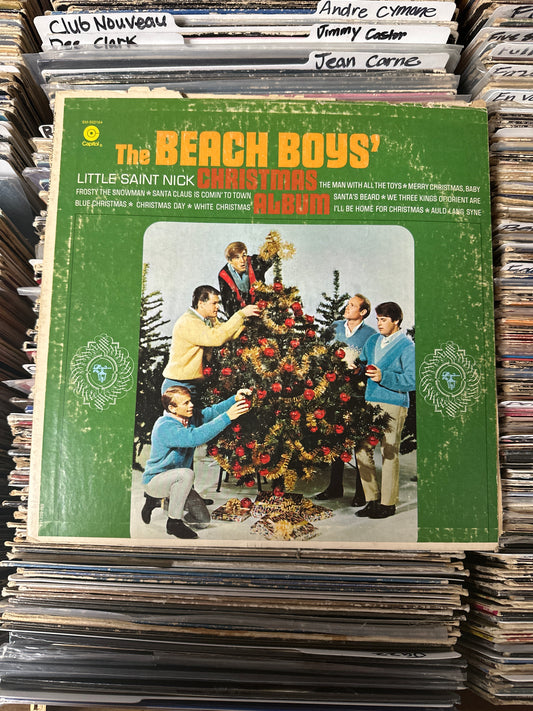 Club Nouveau
Dee Clark
Andre Cymone
Jimmy Castor
Jean Carne
Capitol
The BEACH BOYS'
CHRISTMAS
ALBUM
LITTLE SAINT NICK
FROSTY THE SNOWMAN ★ SANTA CLAUS IS COMIN' TO TOWN
BLUE CHRISTMAS ★ CHRISTMAS DAY ★ WHITE CHRISTMAS
THE MAN WITH ALL THE TOYS ★ MERRY CHRISTMAS, BABY
SANTA'S BEARD ★ WE THREE KINGS OF ORIENT ARE
I'LL BE HOME FOR CHRISTMAS ★ AULD LANG SYNE